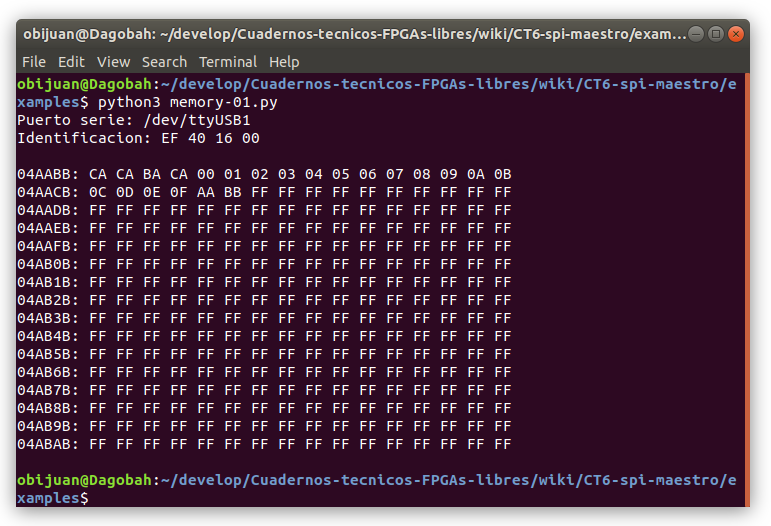 obijuan@Dagobah: ~/develop/Cuadernos-tecnicos-FPGAs-libres/wiki/CT6-spi-maestro/exam...
File Edit View Search Terminal Help
obijuan@Dagobah:~/develop/Cuadernos-tecnicos-FPGAs-libres/wiki/CT6-spi-maestro/e
xamples$ python3 memory-01.py
Puerto serie: /dev/ttyUSB1
Identificacion: EF 40 16 00
04AABB: CA CA BA CA 00 01 02 03 04 05 06 07 08 09 0A 0B
04AACB: 0C 0D 0E 0F AA BB FF FF FF FF FF FF FF FF FF FF
04AADB: FF FF FF FF FF FF FF FF FF FF FF FF FF FF FF FF
04AAEB: FF FF FF FF FF FF FF FF FF FF FF FF FF FF FF FF
04AAFB: FF FF FF FF FF FF FF FF FF FF FF FF FF FF FF FF
04AB0B: FF FF FF FF FF FF FF FF FF FF FF FF FF FF FF FF
04AB1B: FF FF FF FF FF FF FF FF FF FF FF FF FF FF FF FF
04AB2B: FF FF FF FF FF FF FF FF FF FF FF FF FF FF FF FF
04AB3B: FF FF FF FF FF FF FF FF FF FF FF FF FF FF FF FF
04AB4B: FF FF FF FF FF FF FF FF FF FF FF FF FF FF FF FF
04AB5B: FF FF FF FF FF FF FF FF FF FF FF FF FF FF FF FF
04AB6B: FF FF FF FF FF FF FF FF FF FF FF FF FF FF FF FF
04AB7B: FF FF FF FF FF FF FF FF FF FF FF FF FF FF FF FF
04AB8B: FF FF FF FF FF FF FF FF FF FF FF FF FF FF FF FF
04AB9B: FF FF FF FF FF FF FF FF FF FF FF FF FF FF FF FF
04ABAB: FF FF FF FF FF FF FF FF FF FF FF FF FF FF FF FF
obijuan@Dagobah:~/develop/Cuadernos-tecnicos-FPGAs-libres/wiki/CT6-spi-maestro/e
xamples$